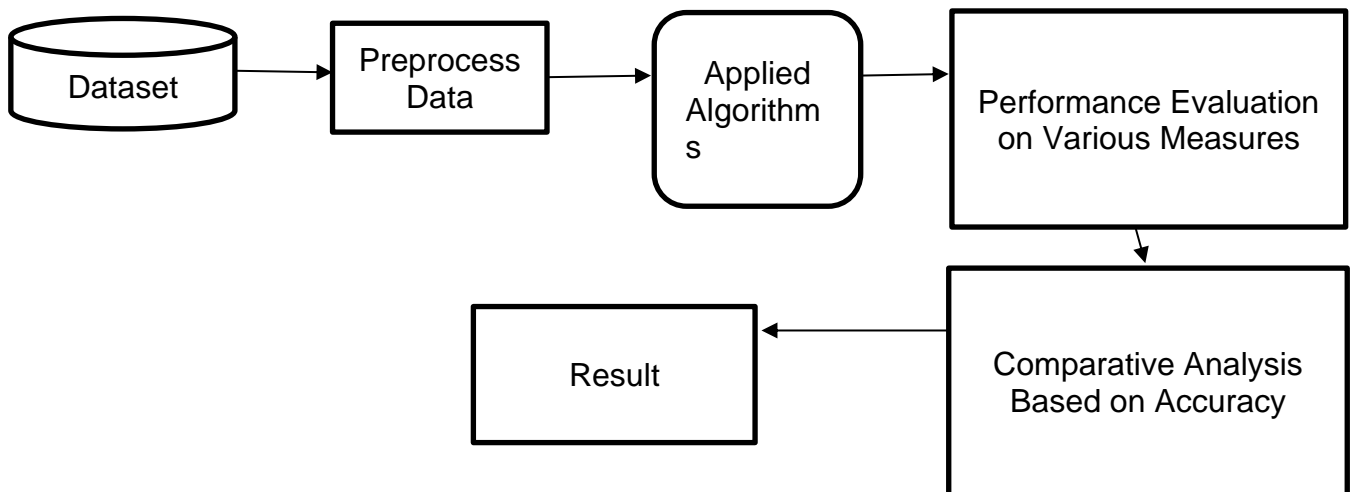 Dataset
Preprocess
Data
Applied
Algorithm
s
Performance Evaluation
on Various Measures
Comparative Analysis
Based on Accuracy
Result